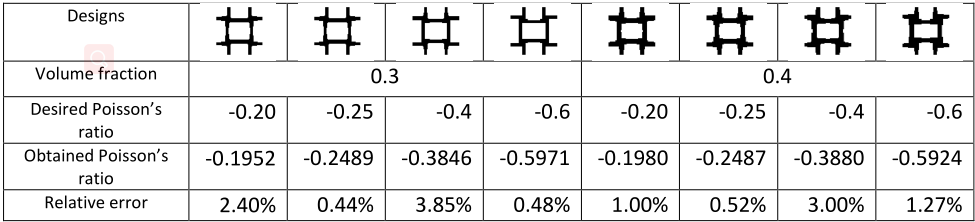 Designs
Volume fraction 0.3 0.4
Desired Poisson's ratio -0.20 -0.25 -0.4 -0.6 -0.20 -0.25 -0.4 -0.6
Obtained Poisson's ratio -0.1952 -0.2489 -0.3846 -0.5971 -0.1980 -0.2487 -0.3880 -0.5924
Relative error 2.40% 0.44% 3.85% 0.48% 1.00% 0.52% 3.00% 1.27%